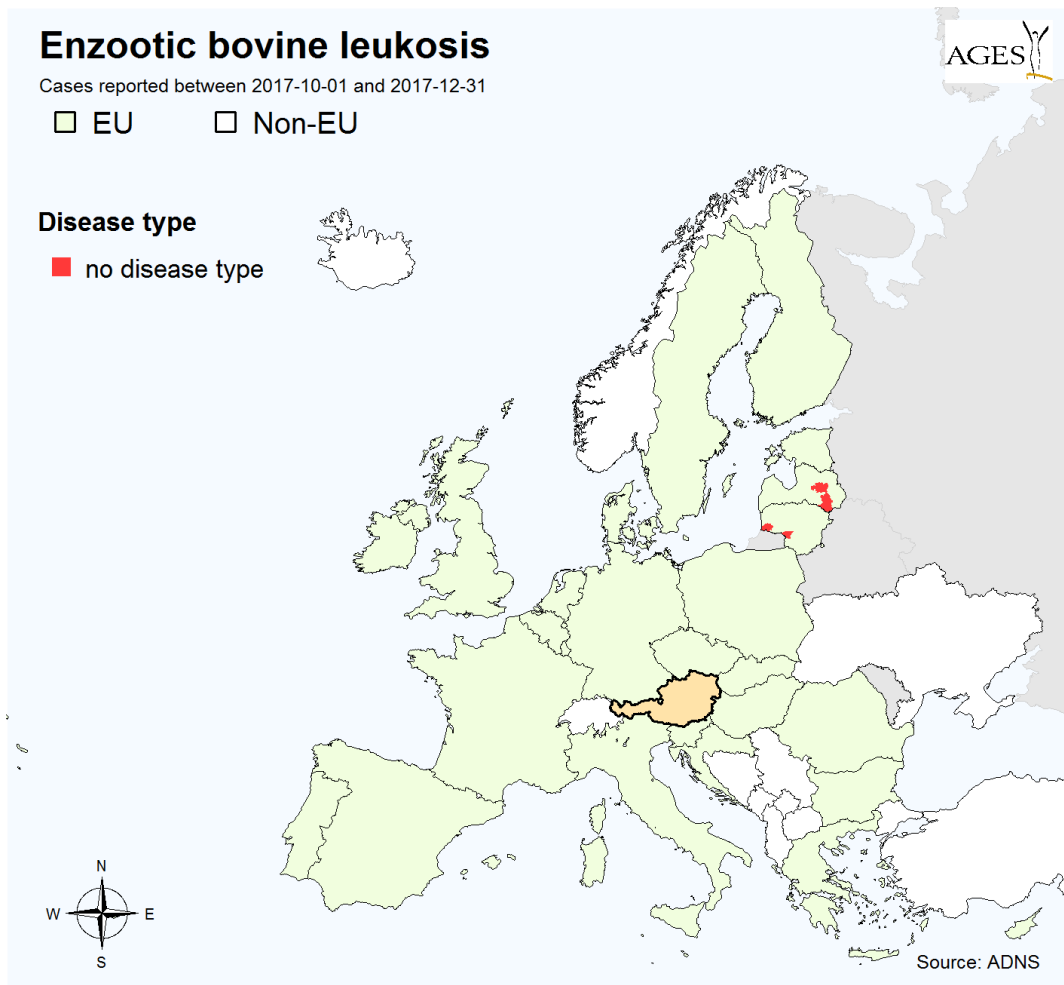 Enzootic bovine leukosis
AGES
Cases reported between 2017-10-01 and 2017-12-31
EU
Non-EU
Disease type
no disease type
N
W
E
S
Source: ADNS